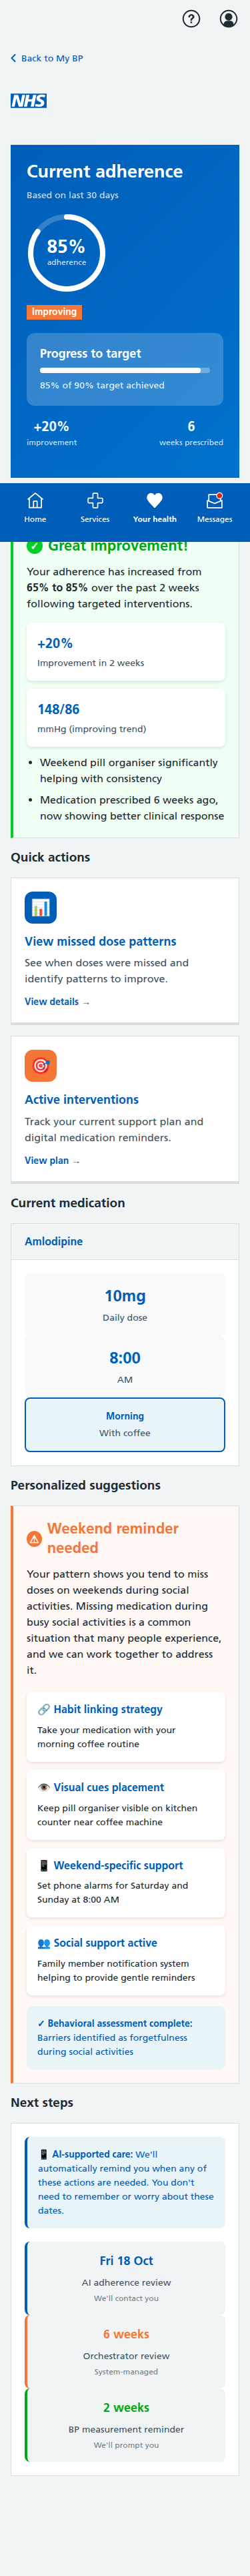 ?
Back to My BP
NHS
Current adherence
Based on last 30 days
85%
adherence
Improving
Progress to target
85% of 90% target achieved
+20%
improvement
6
weeks prescribed
Home
Services
Your health
Messages
Great improvement!
Your adherence has increased from
65% to 85% over the past 2 weeks
following targeted interventions.
+20%
Improvement in 2 weeks
148/86
mmHg (improving trend)
• Weekend pill organiser significantly
helping with consistency
• Medication prescribed 6 weeks ago,
now showing better clinical response
Quick actions
View missed dose patterns
See when doses were missed and
identify patterns to improve.
View details →
Active interventions
Track your current support plan and
digital medication reminders.
View plan →
Current medication
Amlodipine
10mg
Daily dose
8:00
AM
Morning
With coffee
Personalized suggestions
Weekend reminder
needed
Your pattern shows you tend to miss
doses on weekends during social
activities. Missing medication during
busy social activities is a common
situation that many people experience,
and we can work together to address
it.
Habit linking strategy
Take your medication with your
morning coffee routine
Visual cues placement
Keep pill organiser visible on kitchen
counter near coffee machine
Weekend-specific support
Set phone alarms for Saturday and
Sunday at 8:00 AM
Social support active
Family member notification system
helping to provide gentle reminders
✓ Behavioral assessment complete:
Barriers identified as forgetfulness
during social activities
Next steps
AI-supported care: We'll
automatically remind you when any of
these actions are needed. You don't
need to remember or worry about these
dates.
Fri 18 Oct
AI adherence review
We'll contact you
6 weeks
Orchestrator review
System-managed
2 weeks
BP measurement reminder
We'll prompt you